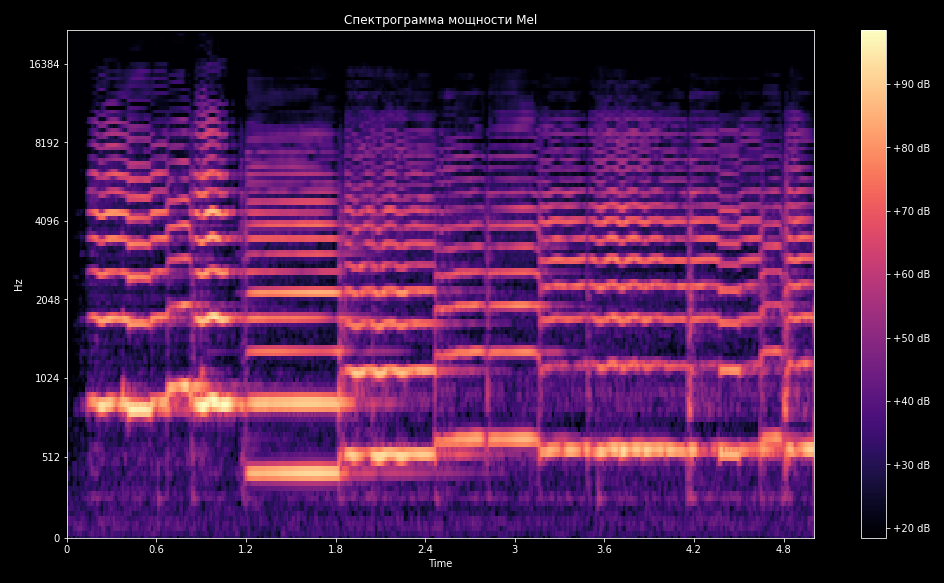 Спектрограмма мощности Mel
16384
8192
4096
2048
1024
512
0
Hz
0 0.6 1.2 1.8 2.4 3 3.6 4.2 4.8
Time
+90 dB
+80 dB
+70 dB
+60 dB
+50 dB
+40 dB
+30 dB
+20 dB